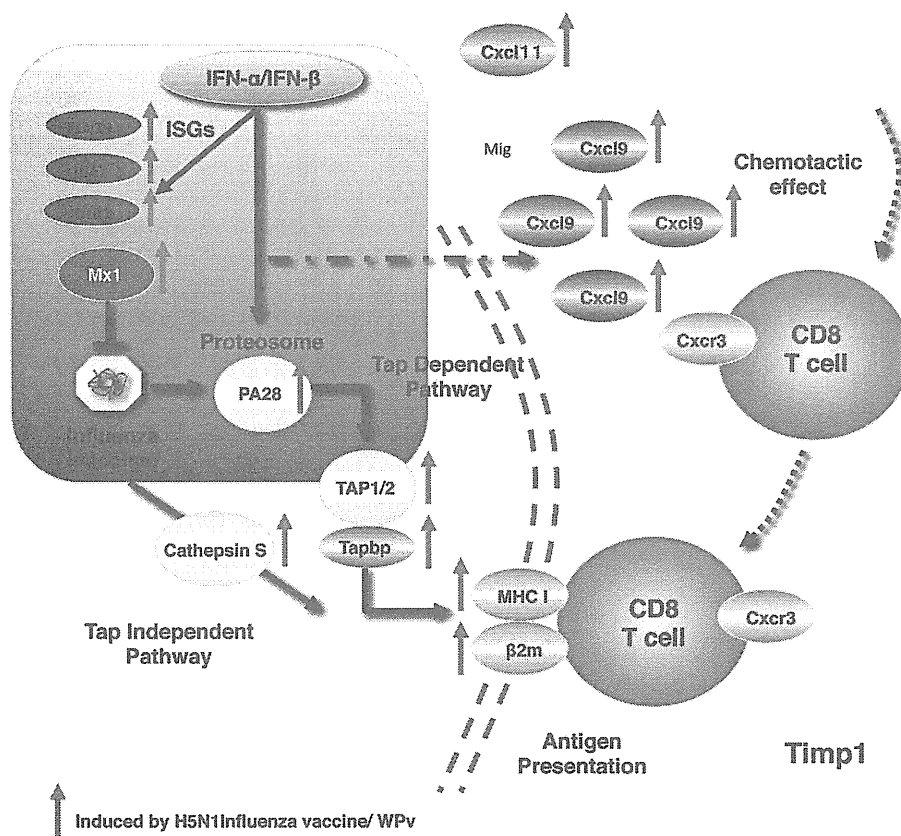 Cxcl11
IFN-α/IFN-β
ISGs
Mig
Cxcl9
Chemotactic
effect
Cxcl9
Cxcl9
Mx1
Cxcl9
Proteosome
Cxcr3
CD8
T cell
Tap Dependent
Pathway
PA28
Influenza
TAP1/2
Cathepsin S
Tapbp
MHC I
CD8
T cell
Cxcr3
β2m
Tap Independent
Pathway
Antigen
Presentation
Timp1
Induced by H5N1Influenza vaccine/ WPv